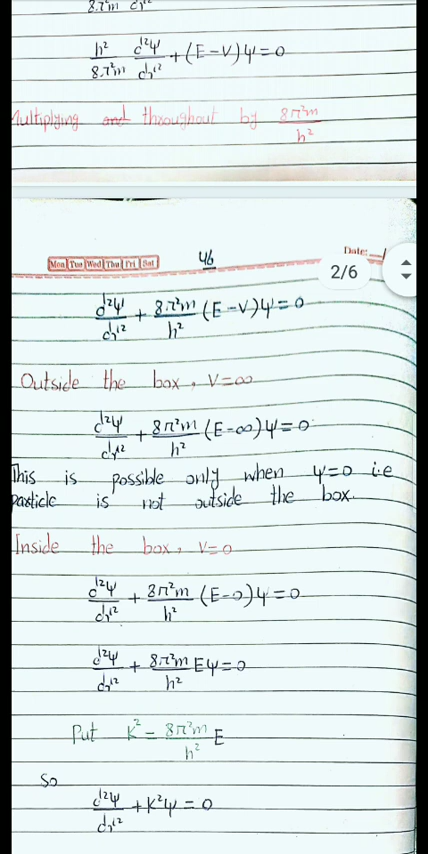 8π²m dx²
h²/8π²m d²ψ/dx² + (E-V)ψ=0
Multiplying throughout by 8π²m/h²
Mon Tue Wed Thu Fri Sat
46
Date:
2/6
d²ψ/dx² + 8π²m/h² (E-V)ψ=0
Outside the box, V=∞
d²ψ/dx² + 8π²m/h² (E-∞)ψ=0
This is possible only when ψ=0 i.e
particle is not outside the box.
Inside the box, V=0
d²ψ/dx² + 8π²m/h² (E-0)ψ=0
d²ψ/dx² + 8π²m/h² Eψ=0
Put K² = 8π²m/h² E
So
d²ψ/dx² + K²ψ = 0